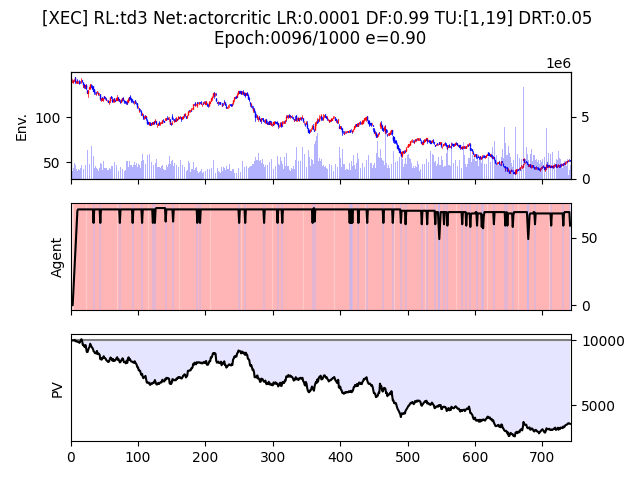 [XEC] RL:td3 Net:actorcritic LR:0.0001 DF:0.99 TU:[1,19] DRT:0.05
Epoch:0096/1000 e=0.90
1e6
Env.
100
50
5
0
Agent
50
0
PV
10000
5000
0 100 200 300 400 500 600 700